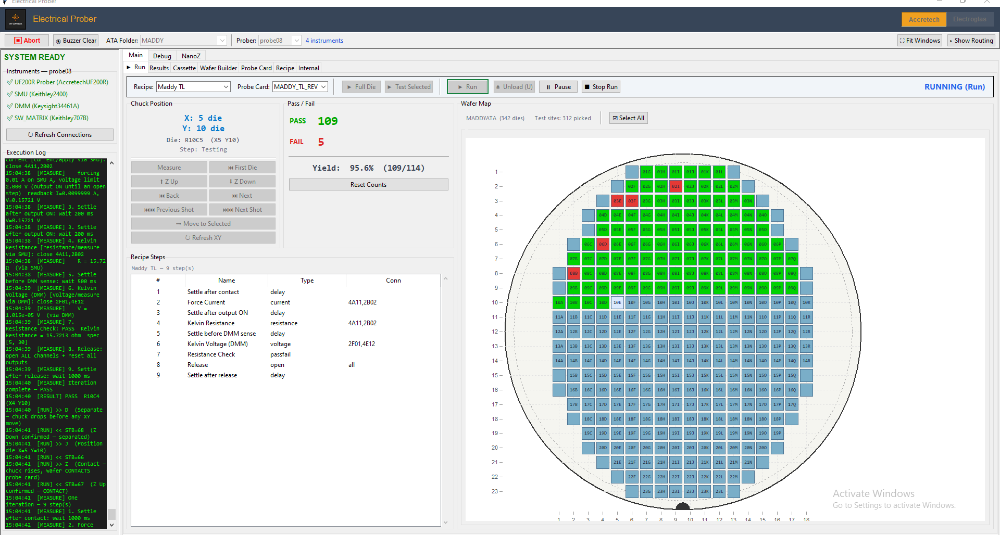 Electrical Prober
ATOMICA
Electrical Prober
Accretech
Electroglas
Abort
Buzzer Clear
ATA Folder:
MADDY
Prober:
probe08
4 instruments
Fit Windows
Show Routing
SYSTEM READY
Instruments — probe08
UF200R Prober (AccretechUF200R)
SMU (Keithley2400)
DMM (Keysight34461A)
SW_MATRIX (Keithley707B)
Refresh Connections
Execution Log
current [current/apply via SMU]:
close 4A11,2B02
15:04:38 [MEASURE] forcing
0.01 A on SMU A, voltage limit
2.000 V (output ON until an open
step) readback I=0.0099999 A,
V=0.15721 V
15:04:38 [MEASURE] 3. Settle
after output ON: wait 200 ms
V=0.15721 V
15:04:38 [MEASURE] 3. Settle
after output ON: wait 200 ms
15:04:38 [MEASURE] 4. Kelvin
Resistance [resistance/measure
via SMU]: close 4A11,2B02
15:04:38 [MEASURE] R = 15.72
Ω (via SMU)
15:04:38 [MEASURE] 5. Settle
before DMM sense: wait 500 ms
15:04:39 [MEASURE] 6. Kelvin
Voltage (DMM) [voltage/measure
via DMM]: close 2F01,4E12
15:04:39 [MEASURE] V =
1.015e-05 V (via DMM)
15:04:39 [MEASURE] 7.
Resistance Check: PASS Kelvin
Resistance = 15.7213 ohm spec
[5, 30]
15:04:39 [MEASURE] 8. Release:
open ALL channels + reset all
outputs
15:04:39 [MEASURE] 9. Settle
after release: wait 1000 ms
15:04:40 [MEASURE] Iteration
complete — PASS
15:04:40 [RESULT] PASS R10C4
(X4 Y10)
15:04:40 [RUN] >> D (Separate
— chuck drops before any XY
move)
15:04:41 [RUN] << STB=68 (Z
Down confirmed — separated)
15:04:41 [RUN] >> J (Position
die X=5 Y=10)
15:04:41 [RUN] << STB=66
15:04:41 [RUN] >> Z (Contact —
chuck rises, wafer CONTACTS
probe card)
15:04:41 [RUN] << STB=67 (Z Up
confirmed — CONTACT)
15:04:41 [MEASURE] One
iteration — 9 step(s)
15:04:41 [MEASURE] 1. Settle
after contact: wait 1000 ms
15:04:42 [MEASURE] 2. Force
Main
Debug
NanoZ
Run
Results
Cassette
Wafer Builder
Probe Card
Recipe
Internal
Recipe:
Maddy TL
Probe Card:
MADDY_TL_REV
Full Die
Test Selected
Run
Unload (U)
Pause
Stop Run
RUNNING (Run)
Chuck Position
X: 5 die
Y: 10 die
Die: R10C5 (X5 Y10)
Step: Testing
Measure
First Die
Z Up
Z Down
Back
Next
Previous Shot
Next Shot
Move to Selected
Refresh XY
Pass / Fail
PASS 109
FAIL 5
Yield: 95.6% (109/114)
Reset Counts
Recipe Steps
Maddy TL — 9 step(s)
# Name Type Conn
1 Settle after contact delay
2 Force Current current 4A11,2B02
3 Settle after output ON delay
4 Kelvin Resistance resistance 4A11,2B02
5 Settle before DMM sense delay
6 Kelvin Voltage (DMM) voltage 2F01,4E12
7 Resistance Check passfail
8 Release open all
9 Settle after release delay
Wafer Map
MADDYATA (342 dies)
Test sites: 312 picked
Select All
1 01G 01H 01I 01J 01K 01L
2 02F 02G 02H 02I 02J 02K 02L 02M
3 03E 03F 03G 03H 03I 03J 03K 03L 03M 03N
4 04D 04E 04F 04G 04H 04I 04J 04K 04L 04M 04N 04O
5 05D 05E 05F 05G 05H 05I 05J 05K 05L 05M 05N 05O
6 06C 06D 06E 06F 06G 06H 06I 06J 06K 06L 06M 06N 06O 06P
7 07B 07C 07D 07E 07F 07G 07H 07I 07J 07K 07L 07M 07N 07O 07P 07Q
8 08B 08C 08D 08E 08F 08G 08H 08I 08J 08K 08L 08M 08N 08O 08P 08Q
9 09B 09C 09D 09E 09F 09G 09H 09I 09J 09K 09L 09M 09N 09O 09P 09Q
10 10A 10B 10C 10D 10E 10F 10G 10H 10I 10J 10K 10L 10M 10N 10O 10P 10Q 10R
11 11A 11B 11C 11D 11E 11F 11G 11H 11I 11J 11K 11L 11M 11N 11O 11P 11Q 11R
12 12A 12B 12C 12D 12E 12F 12G 12H 12I 12J 12K 12L 12M 12N 12O 12P 12Q 12R
13 13A 13B 13C 13D 13E 13F 13G 13H 13I 13J 13K 13L 13M 13N 13O 13P 13Q 13R
14 14A 14B 14C 14D 14E 14F 14G 14H 14I 14J 14K 14L 14M 14N 14O 14P 14Q 14R
15 15B 15C 15D 15E 15F 15G 15H 15I 15J 15K 15L 15M 15N 15O 15P 15Q
16 16B 16C 16D 16E 16F 16G 16H 16I 16J 16K 16L 16M 16N 16O 16P 16Q
17 17B 17C 17D 17E 17F 17G 17H 17I 17J 17K 17L 17M 17N 17O 17P 17Q
18 18C 18D 18E 18F 18G 18H 18I 18J 18K 18L 18M 18N 18O 18P
19 19C 19D 19E 19F 19G 19H 19I 19J 19K 19L 19M 19N 19O 19P
20 20D 20E 20F 20G 20H 20I 20J 20K 20L 20M 20N 20O
21 21E 21F 21G 21H 21I 21J 21K 21L 21M 21N
22 22F 22G 22H 22I 22J 22K 22L 22M
23 23G 23H 23I 23J 23K 23L
1 2 3 4 5 6 7 8 9 10 11 12 13 14 15 16 17 18
Activate Windows
Go to Settings to activate Windows.